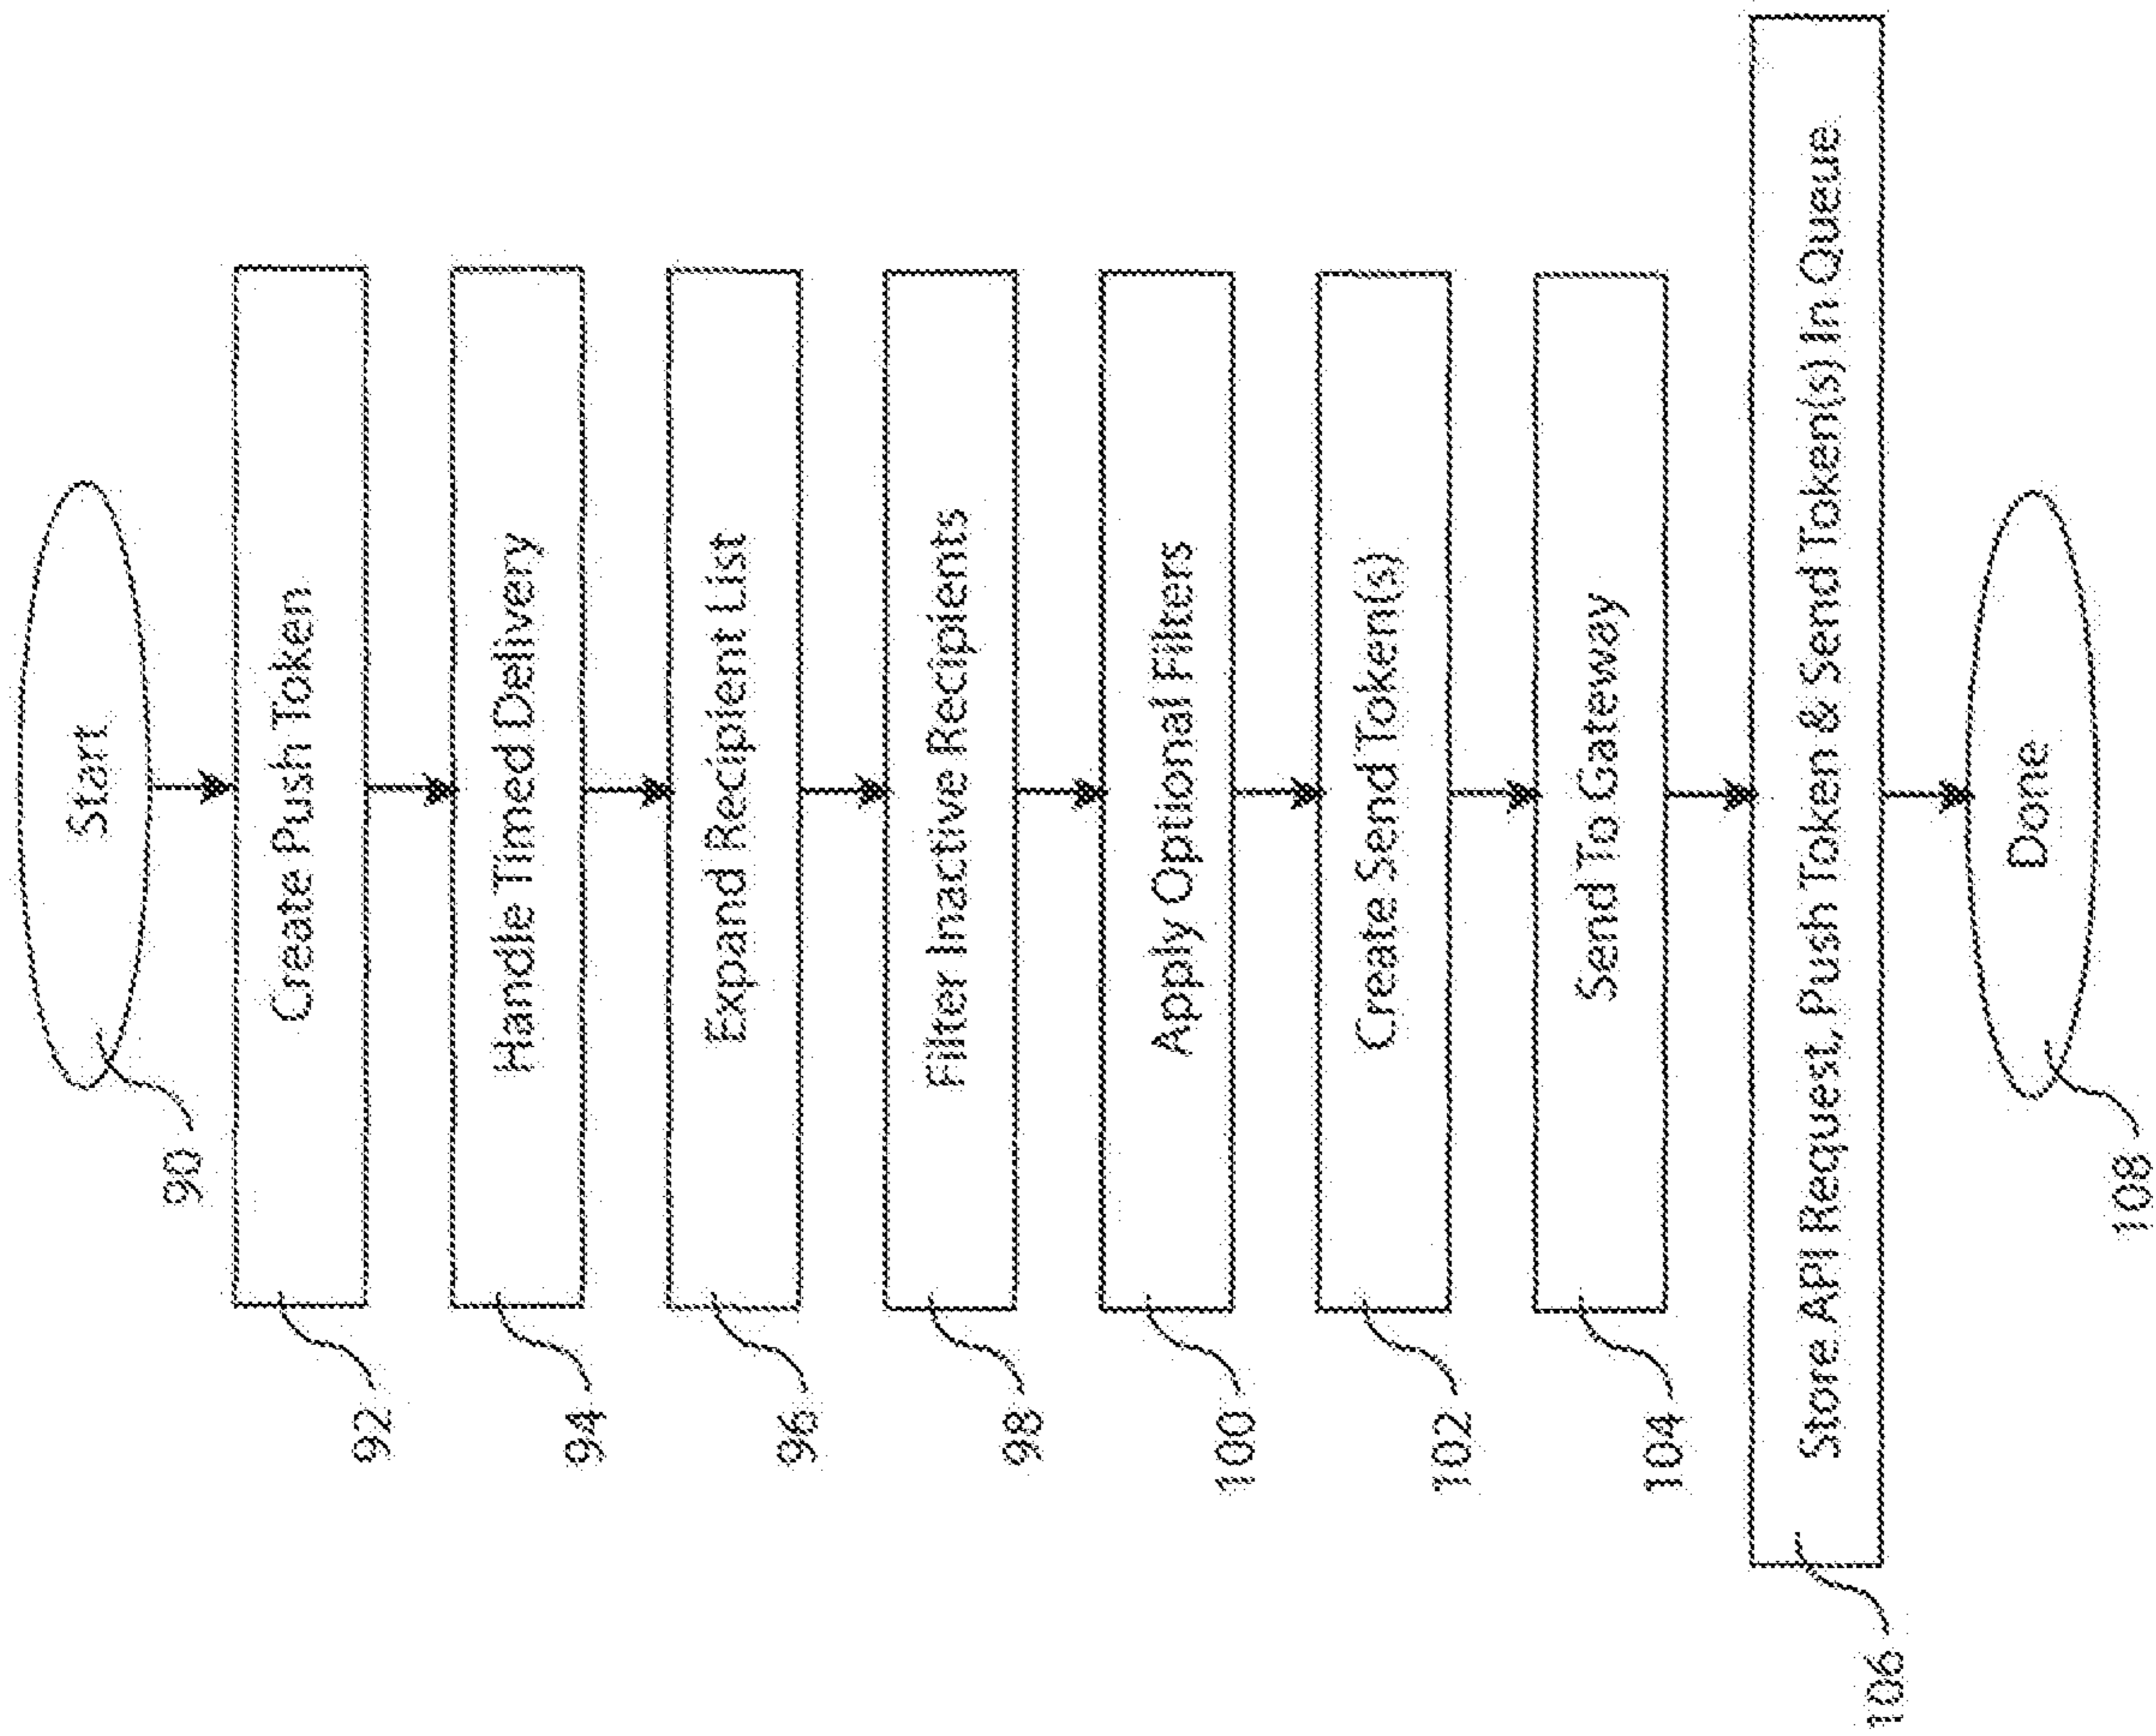 Start
90
Create Push Token
92
Handle Timed Delivery
94
Expand Recipient List
96
Filter Inactive Recipients
98
Apply Optional Filters
100
Create Send Token(s)
102
Send To Gateway
104
Store API Request, Push Token & Send Token(s) In Queue
106
Done
108